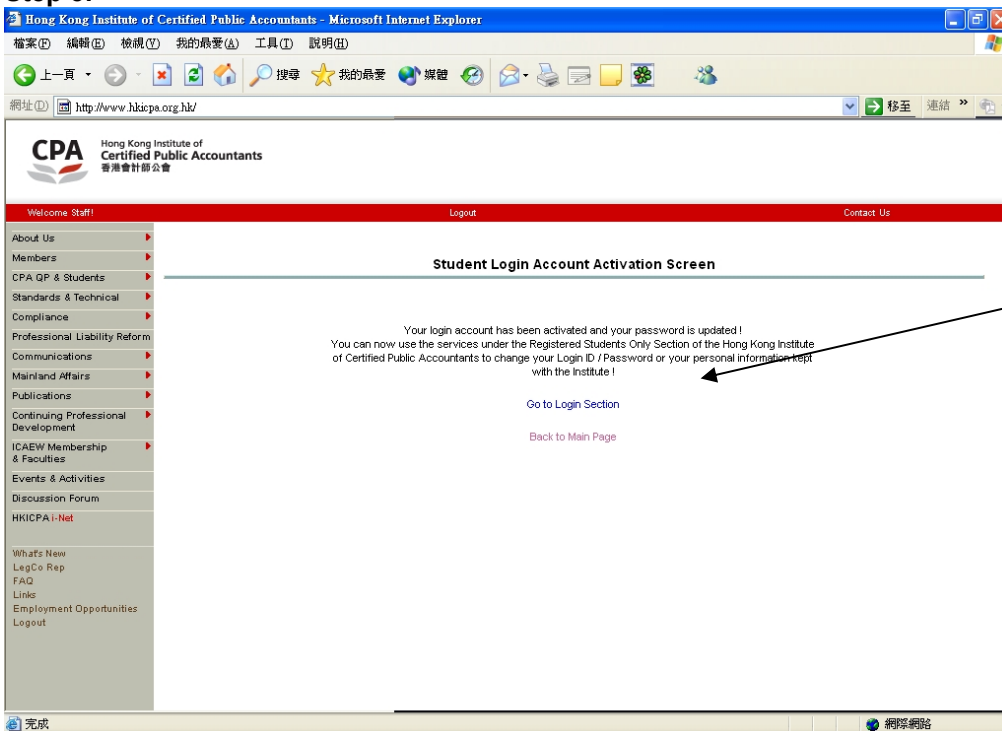 Hong Kong Institute of Certified Public Accountants - Microsoft Internet Explorer
檔案(F) 編輯(E) 檢視(V) 我的最愛(A) 工具(T) 說明(H)
上一頁 搜尋 我的最愛 媒體
網址(D) http://www.hkicpa.org.hk/ 移至 連結 »
CPA
Hong Kong Institute of
Certified Public Accountants
香港會計師公會
Welcome Staff! Logout Contact Us
About Us
Members
CPA QP & Students
Standards & Technical
Compliance
Professional Liability Reform
Communications
Mainland Affairs
Publications
Continuing Professional
Development
ICAEW Membership
& Faculties
Events & Activities
Discussion Forum
HKICPA i-Net
What's New
LegCo Rep
FAQ
Links
Employment Opportunities
Logout
Student Login Account Activation Screen
Your login account has been activated and your password is updated !
You can now use the services under the Registered Students Only Section of the Hong Kong Institute
of Certified Public Accountants to change your Login ID / Password or your personal information kept
with the Institute !
Go to Login Section
Back to Main Page
完成 網際網路